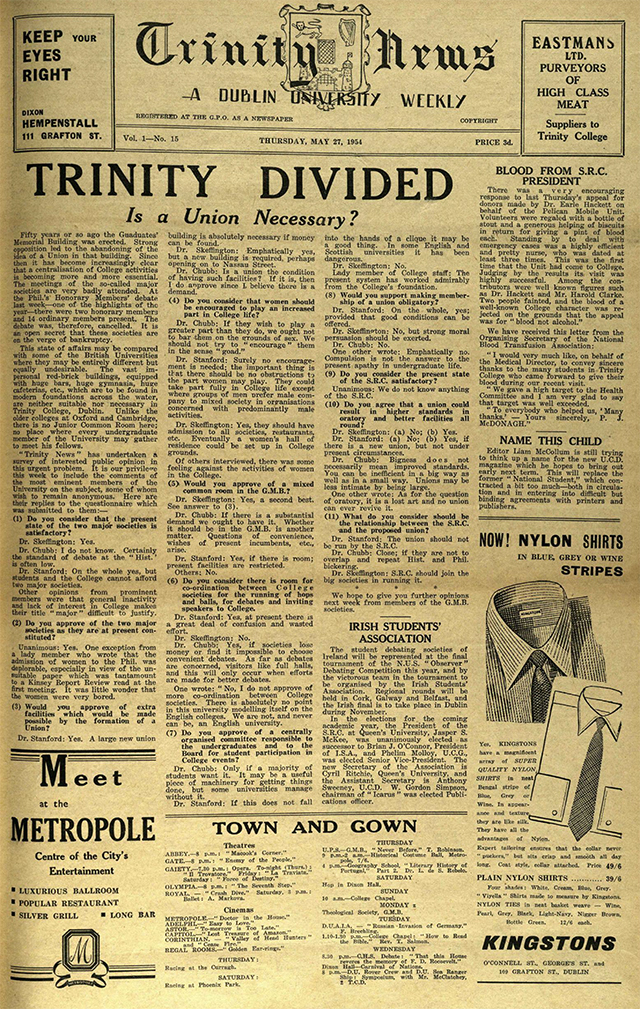 KEEP YOUR
EYES
RIGHT
DIXON
HEMPENSTALL
111 GRAFTON ST.
Trinity News
A DUBLIN UNIVERSITY WEEKLY
REGISTERED AT THE G.P.O. AS A NEWSPAPER
COPYRIGHT
EASTMANS
LTD.
PURVEYORS
OF
HIGH CLASS
MEAT
Suppliers to
Trinity College
Vol. 1—No. 15
THURSDAY, MAY 27, 1954
PRICE 3d.
TRINITY DIVIDED
Is a Union Necessary?
Fifty years or so ago the Guaduates'
Memorial Building was erected. Strong
opposition led to the abandoning of the
idea of a Union in that building. Since
then it has become increasingly clear
that a centralisation of College activities
is becoming more and more essential.
The meetings of the so-called major
societies are very badly attended. At
the Phil.'s Honorary Members' debate
last week—one of the highlights of the
year—there were two honorary members
and 14 ordinary members present. The
debate was, therefore, cancelled. It is
an open secret that these societies are
on the verge of bankruptcy.
This state of affairs may be compared
with some of the British Universities
where they may be entirely different but
equally undesirable. The vast im-
personal red-brick buildings, equipped
with huge bars, huge gymnasia, huge
cafeterias, etc., which are to be found in
modern foundations across the water,
are neither suitable nor necessary in
Trinity College, Dublin. Unlike the
older colleges at Oxford and Cambridge,
there is no Junior Common Room here;
no place where every undergraduate
member of the University may gather
to meet his fellows.
"Trinity News" has undertaken a
survey of interested public opinion in
this urgent problem. It is our privilege
this week to include the comments of
the most eminent members of the
University on the subject, some of whom
wish to remain anonymous. Here are
their replies to the questionnaire which
was submitted to them:—
(1) Do you consider that the present
state of the two major societies is
satisfactory?
Dr. Skeffington: Yes.
Dr. Chubb: I do not know. Certainly
the standard of debate at the "Hist."
is often low.
Dr. Stanford: On the whole yes, but
students and the College cannot afford
two major societies.
Other opinions from prominent
members were that general inactivity
and lack of interest in College makes
their title "major" difficult to justify.
(2) Do you approve of the two major
societies as they are at present con-
stituted?
Unanimous: Yes. One exception from
a lady member who wrote that the
admission of women to the Phil. was
deplorable, especially in view of the un-
suitable paper which was tantamount
to a Kinsey Report Review read at the
first meeting. It was little wonder that
the women were very bored.
(3) Would you approve of extra
facilities which would be made
possible by the formation of a
Union?
Dr. Stanford: Yes. A large new union
building is absolutely necessary if money
can be found.
Dr. Skeffington: Emphatically yes,
but a new building is required, perhaps
opening on to Nassau Street.
Dr. Chubb: Is a union the condition
of having such facilities? If it is, then
I do approve since I believe there is a
demand.
(4) Do you consider that women should
be encouraged to play an increased
part in College life?
Dr. Chubb: If they wish to play a
greater part than they do, we ought not
to bar them on the grounds of sex. We
should not try to "encourage" them
in the sense "goad."
Dr. Stanford: Surely no encourage-
ment is needed; the important thing is
that there should be no obstructions to
the part women may play. They could
take part fully in College life except
where groups of men prefer male com-
pany to mixed society in organisations
concerned with predominantly male
activities.
Dr. Skeffington: Yes, they should have
admission to all societies, restaurants,
etc. Eventually a women's hall of
residence could be set up in College
grounds.
Of others interviewed, there was some
feeling against the activities of women
in the College.
(5) Would you approve of a mixed
common room in the G.M.B.?
Dr. Skeffington: Yes, a second best.
See answer to (3).
Dr. Chubb: If there is a substantial
demand we ought to have it. Whether
it should be in the G.M.B. is another
matter. Questions of convenience,
wishes of present incumbents, etc.,
arise.
Dr. Stanford: Yes, if there is room;
present facilities are restricted.
Others: No.
(6) Do you consider there is room for
co-ordination between College
societies for the running of hops
and balls, for debates and inviting
speakers to College.
Dr. Stanford: Yes, at present there is
a great deal of confusion and wasted
effort.
Dr. Skeffington: No.
Dr. Chubb: Yes, if societies lose
money and find it impossible to choose
convenient debates. As far as debates
are concerned, visitors like full halls,
and this will only occur when efforts
are made for better debates.
One wrote: "No, I do not approve of
more co-ordination between College
societies. There is absolutely no point
in this university modelling itself on the
English colleges. We are not, and never
can be, an English university."
(7) Do you approve of a centrally
organised committee responsible to the
undergraduates and to the
Board for student participation in
College events?
Dr. Chubb: Only if a majority of
students want it. It may be a useful
piece of machinery for getting things
done, but some universities manage
without it.
Dr. Stanford: If this does not fall
into the hands of a clique it may be
a good thing. In some English and
Scottish universities it has been
dangerous.
Dr. Skeffington: No.
Lady member of College staff: The
present system has worked admirably
from the College's foundation.
(8) Would you support making member-
ship of a union obligatory?
Dr. Stanford: On the whole, yes;
provided that good conditions can be
offered.
Dr. Skeffington: No, but strong moral
persuasion should be exerted.
Dr. Chubb: No.
One other wrote: Emphatically no.
Compulsion is not the answer to the
present apathy in undergraduate life.
(9) Do you consider the present state
of the S.R.C. satisfactory?
Unanimous: We do not know anything
of the S.R.C.
(10) Do you agree that a union could
result in higher standards in
oratory and better facilities all
round?
Dr. Skeffington: (a) No; (b) Yes.
Dr. Stanford: (a) No; (b) Yes, if
there is a new union, but not under
present circumstances.
Dr. Chubb: Bigness does not
necessarily mean improved standards.
You can be inefficient in a big way as
well as in a small way. Unions may be
less intimate by being large.
One other wrote: As for the question
of oratory, it is a lost art and no union
can ever revive it.
(11) What do you consider should be
the relationship between the S.R.C.
and the proposed union?
Dr. Stanford: The union should not
be run by the S.R.C.
Dr. Chubb: Close; if they are not to
overlap and repeat Hist. and Phil.
bickering.
Dr. Skeffington: S.R.C. should join the
big societies in running it.
We hope to give you further opinions
next week from members of the G.M.B.
societies.
IRISH STUDENTS'
ASSOCIATION
The student debating societies of
Ireland will be represented at the final
tournament of the N.U.S. "Observer"
Debating Competition this year, and by
the victorous team in the tournament to
be organised by the Irish Students'
Association. Regional rounds will be
held in Cork, Galway and Belfast, and
the Irish final is to take place in Dublin
during November.
In the elections for the coming
academic year, the President of the
S.R.C. at Queen's University, Jasper S.
McKee, was unanimously elected as
successor to Brian J. O'Connor, President
of I.S.A., and Phelim Molloy, U.C.D.,
was elected Senior Vice-President. The
new Secretary of the Association is
Cyril Ritchie, Queen's University, and
the Assistant Secretary is Anthony
Sweeney, U.C.D. W. Gordon Simpson,
chairman of "Icarus" was elected Publi-
cations officer.
BLOOD FROM S.R.C.
PRESIDENT
There was a very encouraging
response to last Thursday's appeal for
donors made by Dr. Earle Hackett on
behalf of the Pelican Mobile Unit.
Volunteers were regaled with a bottle of
stout and a generous helping of biscuits
in return for giving a pint of blood
each. Standing by to deal with
emergency cases was a highly efficient
and pretty nurse, who was dated at
least three times. This was the first
time that the Unit had come to College.
Judging by the results its visit was
highly successful. Among the con-
tributors were well known figures such
as Dr. Hackett and Mr. Harold Clarke.
Two people fainted, and the blood of a
well-known College character was re-
jected on the grounds that the appeal
was for "blood not alcohol."
We have received this letter from the
Organising Secretary of the National
Blood Transfusion Association:
"I would very much like, on behalf of
the Medical Director, to convey sincere
thanks to the many students in Trinity
College who came forward to give their
blood during our recent visit.
"We gave a high target to the Health
Committee and I am very glad to say
that target was well exceeded.
"To everybody who helped us, 'Many
thanks.' — Yours sincerely, P. J.
McDONAGH."
NAME THIS CHILD
Editor Liam McCollum is still trying
to think up a name for the new U.C.D.
magazine which he hopes to bring out
early next term. This will replace the
former "National Student," which con-
tracted a bit too much—both in circula-
tion and in entering into difficult but
binding agreements with printers and
publishers.
NOW! NYLON SHIRTS
IN BLUE, GREY OR WINE
STRIPES
Yes, KINGSTONS
have a magnificent
array of SUPER
QUALITY NYLON
SHIRTS in neat
Bengal stripe of
Blue, Grey or
Wine. In appear-
ance and texture
they are like silk.
They have all the
advantages of Nylon.
Expert tailoring ensures that the collar never
"puckers," but sits crisp and smooth all day
long. Coat style, collar attached. Price 49/6
PLAIN NYLON SHIRTS ........ 39/6
Four shades: White, Cream, Blue, Grey.
"Viyella" Shirts made to measure by Kingstons.
NYLON TIES in neat basket weave — Wine,
Pearl, Grey, Black, Light-Navy, Nigger Brown,
Bottle Green. 12/6 each.
KINGSTONS
O'CONNELL ST., GEORGE'S ST. and
109 GRAFTON ST., DUBLIN
Meet
at the
METROPOLE
Centre of the City's
Entertainment
LUXURIOUS BALLROOM
POPULAR RESTAURANT
SILVER GRILL LONG BAR
M
TOWN AND GOWN
Theatres
ABBEY.—8 p.m.: "Mazook's Corner."
GATE.—8 p.m.: "Enemy of the People."
GAIETY.—7.30 p.m. Opera. To-night (Thurs.):
"Il Trovatore." Friday: "La Traviata."
Saturday: "Force of Destiny."
OLYMPIA.—8 p.m.: "The Seventh Step."
ROYAL. — "Crash Dive." Saturday, 3 p.m.:
Ballet: A. Markova.
Cinemas
METROPOLE.—"Doctor in the House."
ADELPHI.—"Easy to Love."
ASTOR.—"To-morrow is Too Late."
CAPITOL.—"Lost Treasure of Amazon."
CORINTHIAN. — "Valley of Head Hunters"
and "Conga Fire."
REGAL ROOMS.—"Golden Ear-rings."
THURSDAY:
Racing at the Curragh.
SATURDAY:
Racing at Phoenix Park.
THURSDAY
U.P.S.—G.M.B., "Never Before," T. Robinson.
9 p.m.-2 a.m.—Historical Costume Ball, Metro-
pole, 7/6.
4 p.m.—Geography School, "Literary History of
Portugal," Part 2, Dr. L. de S. Rebelo.
SATURDAY
Hop in Dixon Hall.
SUNDAY
10 a.m.—College Chapel.
MONDAY
Theological Society, G.M.B.
TUESDAY
D.U.A.I.A. — "Russian Invasion of Germany,"
F. Breechling.
1.10-1.25 p.m.—College Chapel: "How to Read
the Bible," Rev. T. Salmon.
WEDNESDAY
8.30 p.m.—C.H.S. Debate: "That this House
reveres the memory of F. D. Roosevelt."
Dixon Hall—Carnival of Nations.
8 p.m.—D.U. Rover Crew and D.U. Sea Ranger
Ship: Symposium, with Mr. McClatchey,
S.T.C.D.